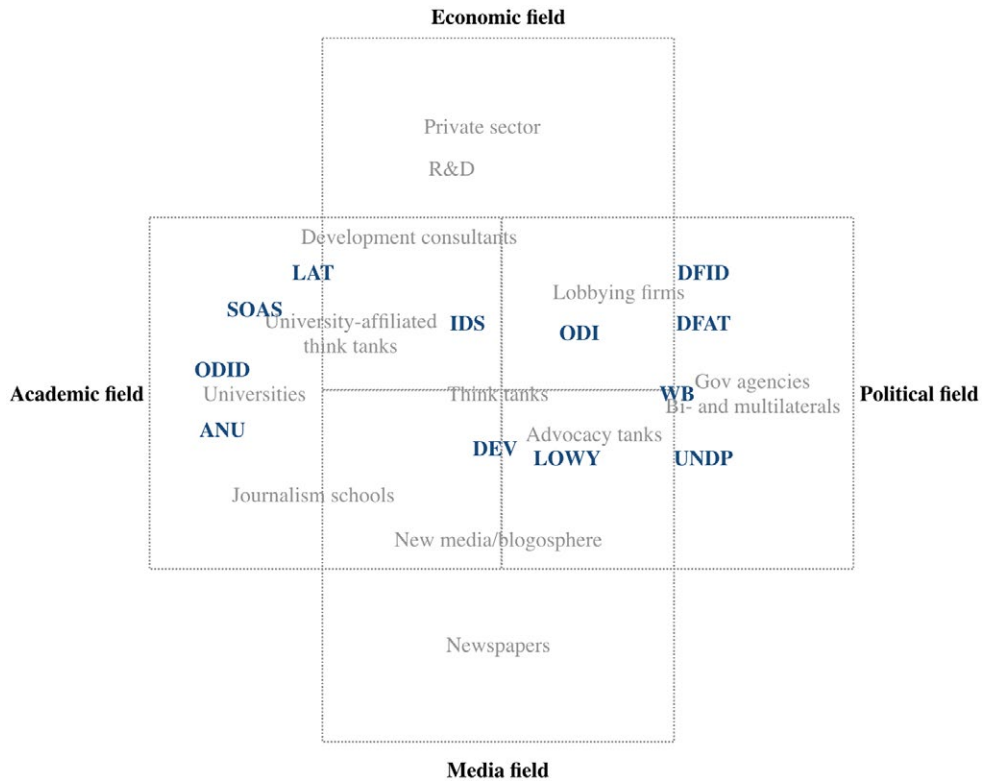 Economic field
Private sector
R&D
Development consultants
LAT
DFID
Lobbying firms
SOAS
University-affiliated
think tanks
IDS
ODI
DFAT
ODID
Academic field
Universities
Think tanks
WB
Gov agencies
Bi- and multilaterals
Political field
ANU
Advocacy tanks
DEV
LOWY
UNDP
Journalism schools
New media/blogosphere
Newspapers
Media field